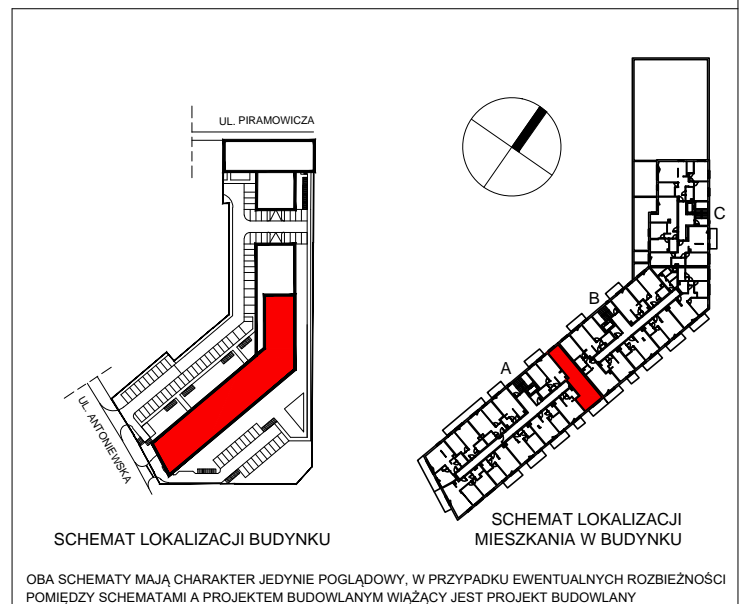 UL. PIRAMOWICZA
C
B
A
UL. ANTONIEWSKA
SCHEMAT LOKALIZACJI BUDYNKU
SCHEMAT LOKALIZACJI
MIESZKANIA W BUDYNKU
OBA SCHEMATY MAJĄ CHARAKTER JEDYNIE POGLĄDOWY, W PRZYPADKU EWENTUALNYCH ROZBIEŻNOŚCI
POMIĘDZY SCHEMATAMI A PROJEKTEM BUDOWLANYM WIĄŻĄCY JEST PROJEKT BUDOWLANY